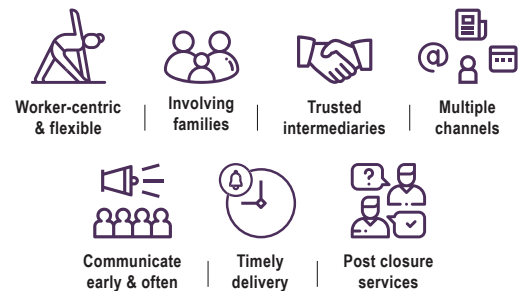 Worker-centric
& flexible
Involving
families
Trusted
intermediaries
@
Multiple
channels
Communicate
early & often
Timely
delivery
?
Post closure
services